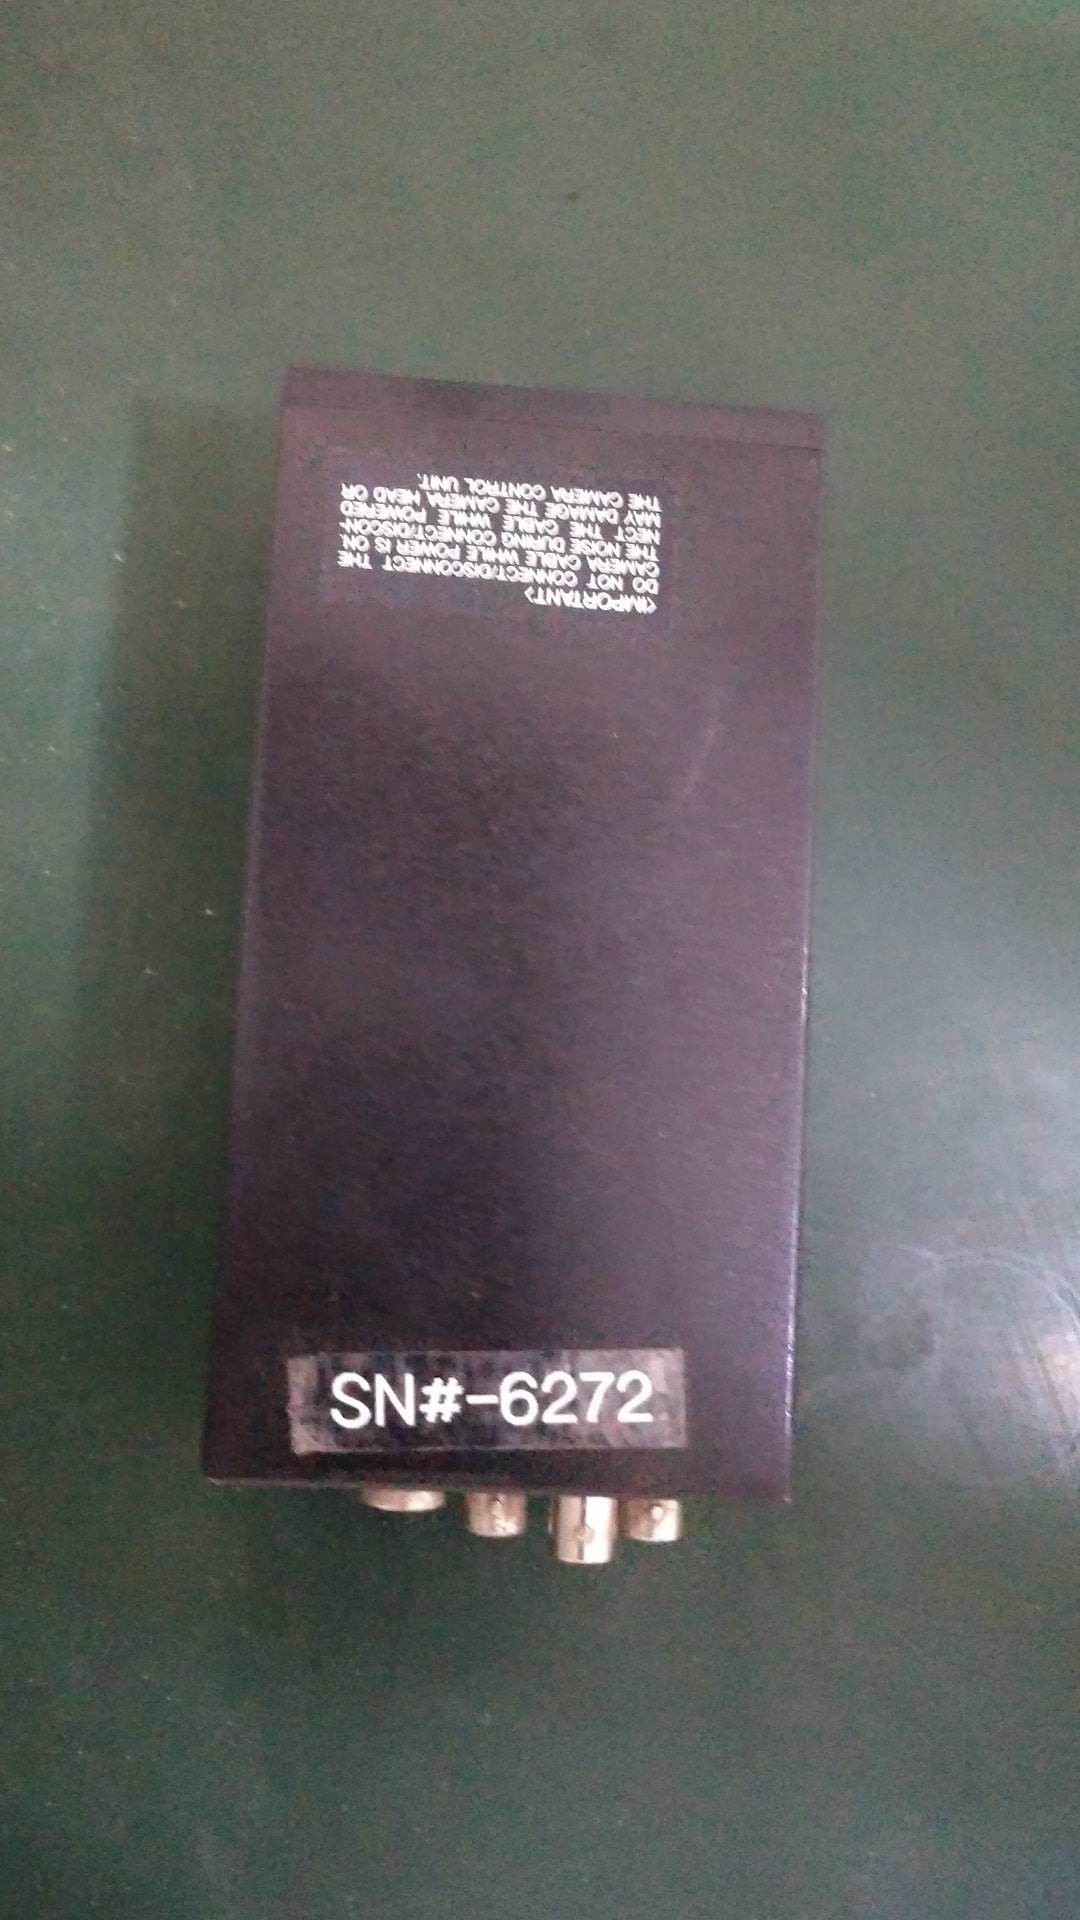 <IMPORTANT>
DO NOT CONNECT/DISCONNECT THE
CAMERA CABLE WHILE POWER IS ON.
THE NOISE DURING CONNECT/DISCON-
NECT THE CABLE WHILE POWERED
MAY DAMAGE THE CAMERA HEAD OR
THE CAMERA CONTROL UNIT.
SN#-6272